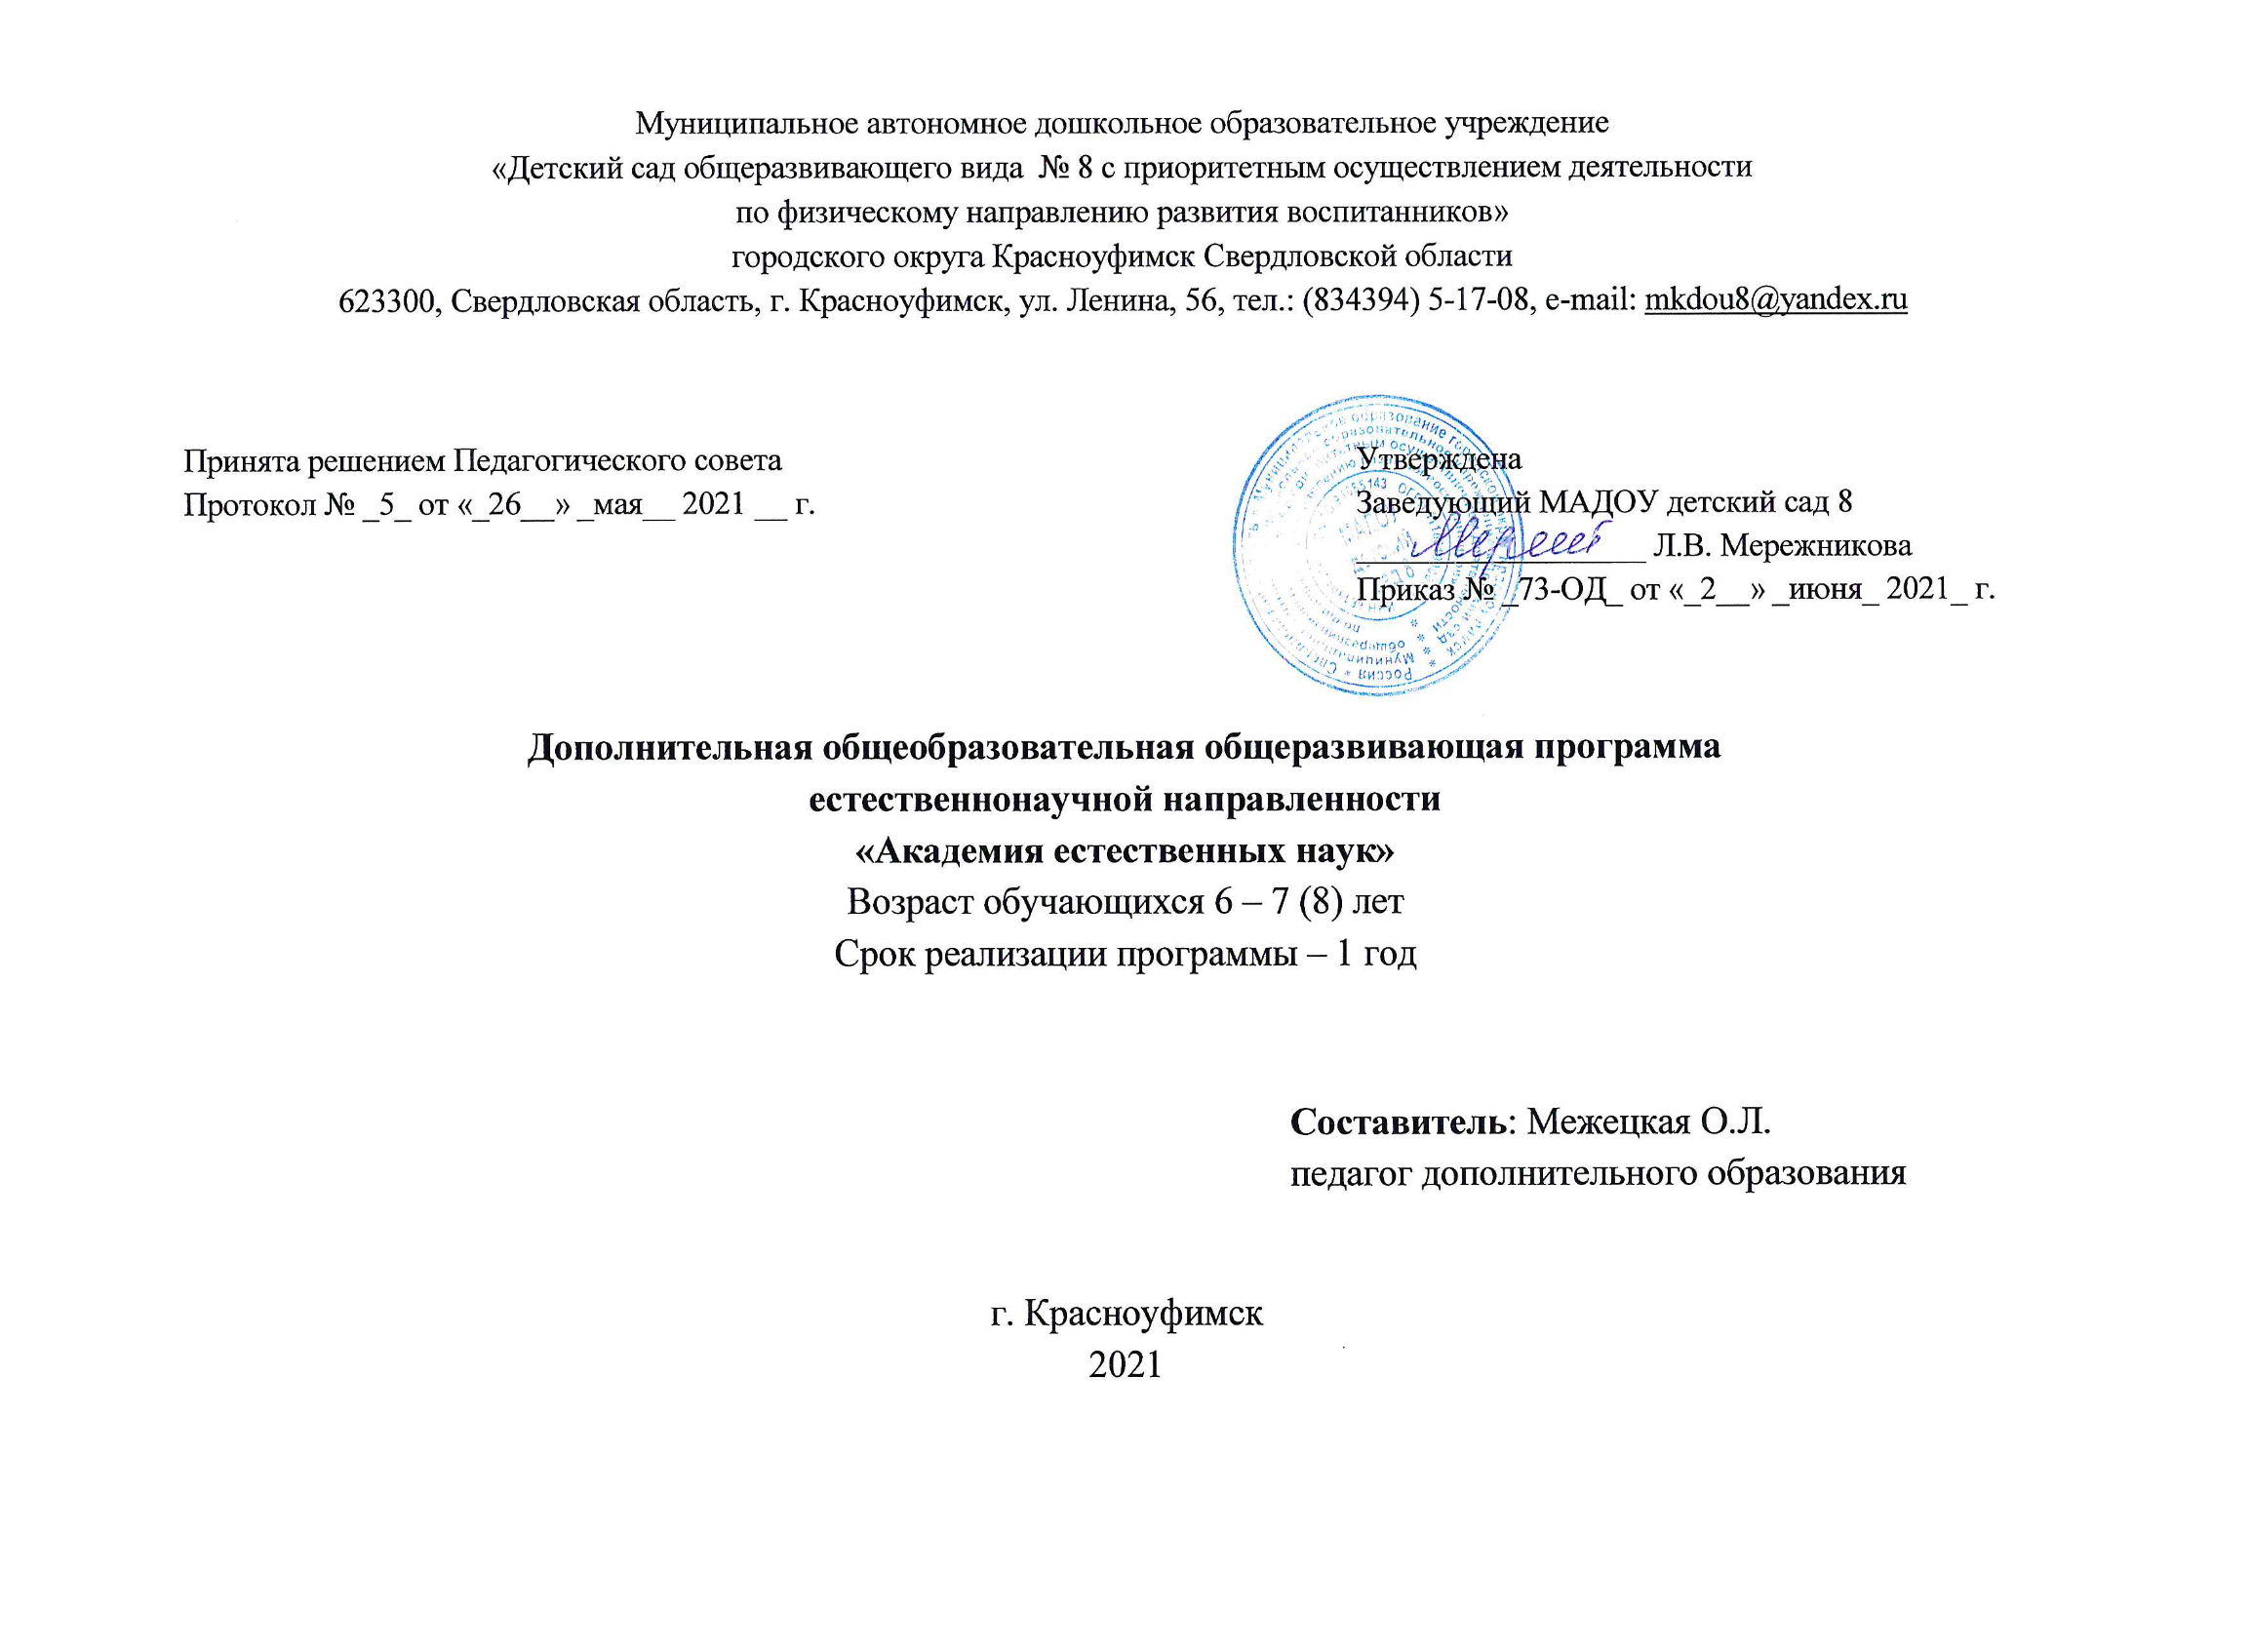 Муниципальное автономное дошкольное образовательное учреждение
«Детский сад общеразвивающего вида № 8 с приоритетным осуществлением деятельности
по физическому направлению развития воспитанников»
городского округа Красноуфимск Свердловской области
623300, Свердловская область, г. Красноуфимск, ул. Ленина, 56, тел.: (834394) 5-17-08, e-mail: mkdou8@yandex.ru
Принята решением Педагогического совета
Протокол № _5_ от «_26__» _мая__ 2021 __ г.
Утверждена
Заведующий МАДОУ детский сад 8
__________________ Л.В. Мережникова
Приказ № _73-ОД_ от «_2__» _июня_ 2021_ г.
Дополнительная общеобразовательная общеразвивающая программа
естественнонаучной направленности
«Академия естественных наук»
Возраст обучающихся 6 – 7 (8) лет
Срок реализации программы – 1 год
Составитель: Межецкая О.Л.
педагог дополнительного образования
г. Красноуфимск
2021